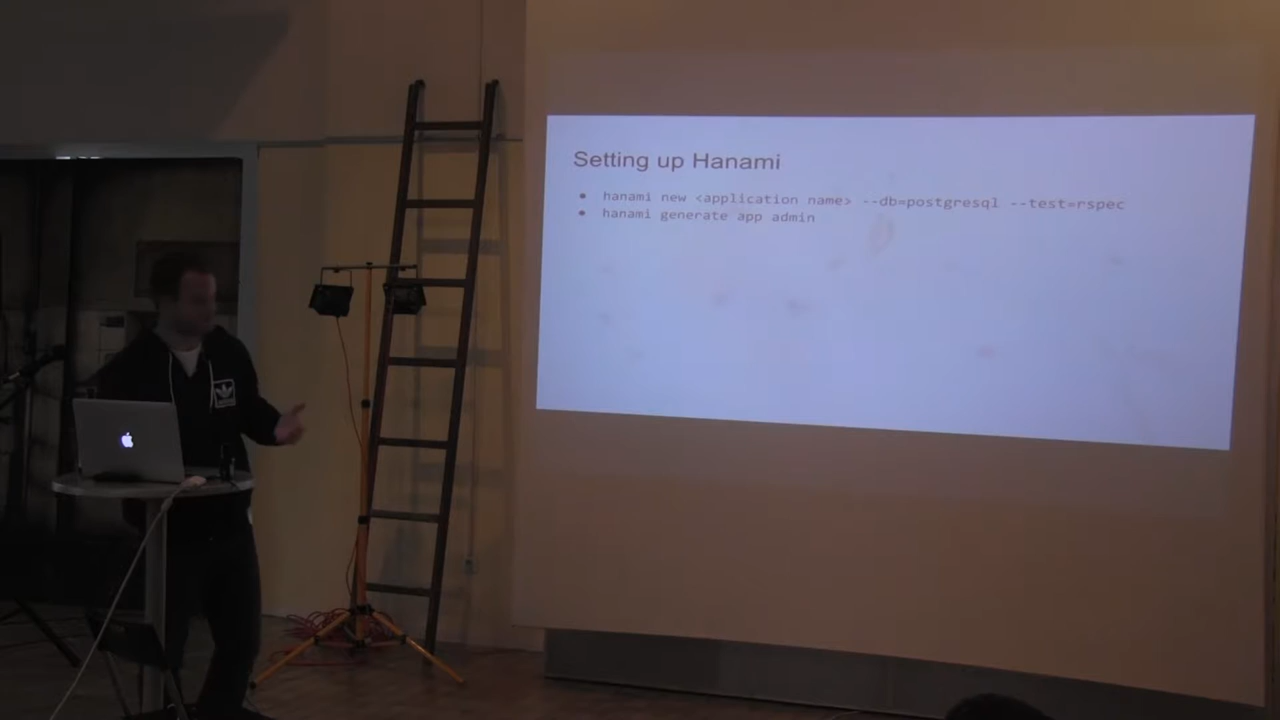 Setting up Hanami
hanami new <application name> --db=postgresql --test=rspec
hanami generate app admin